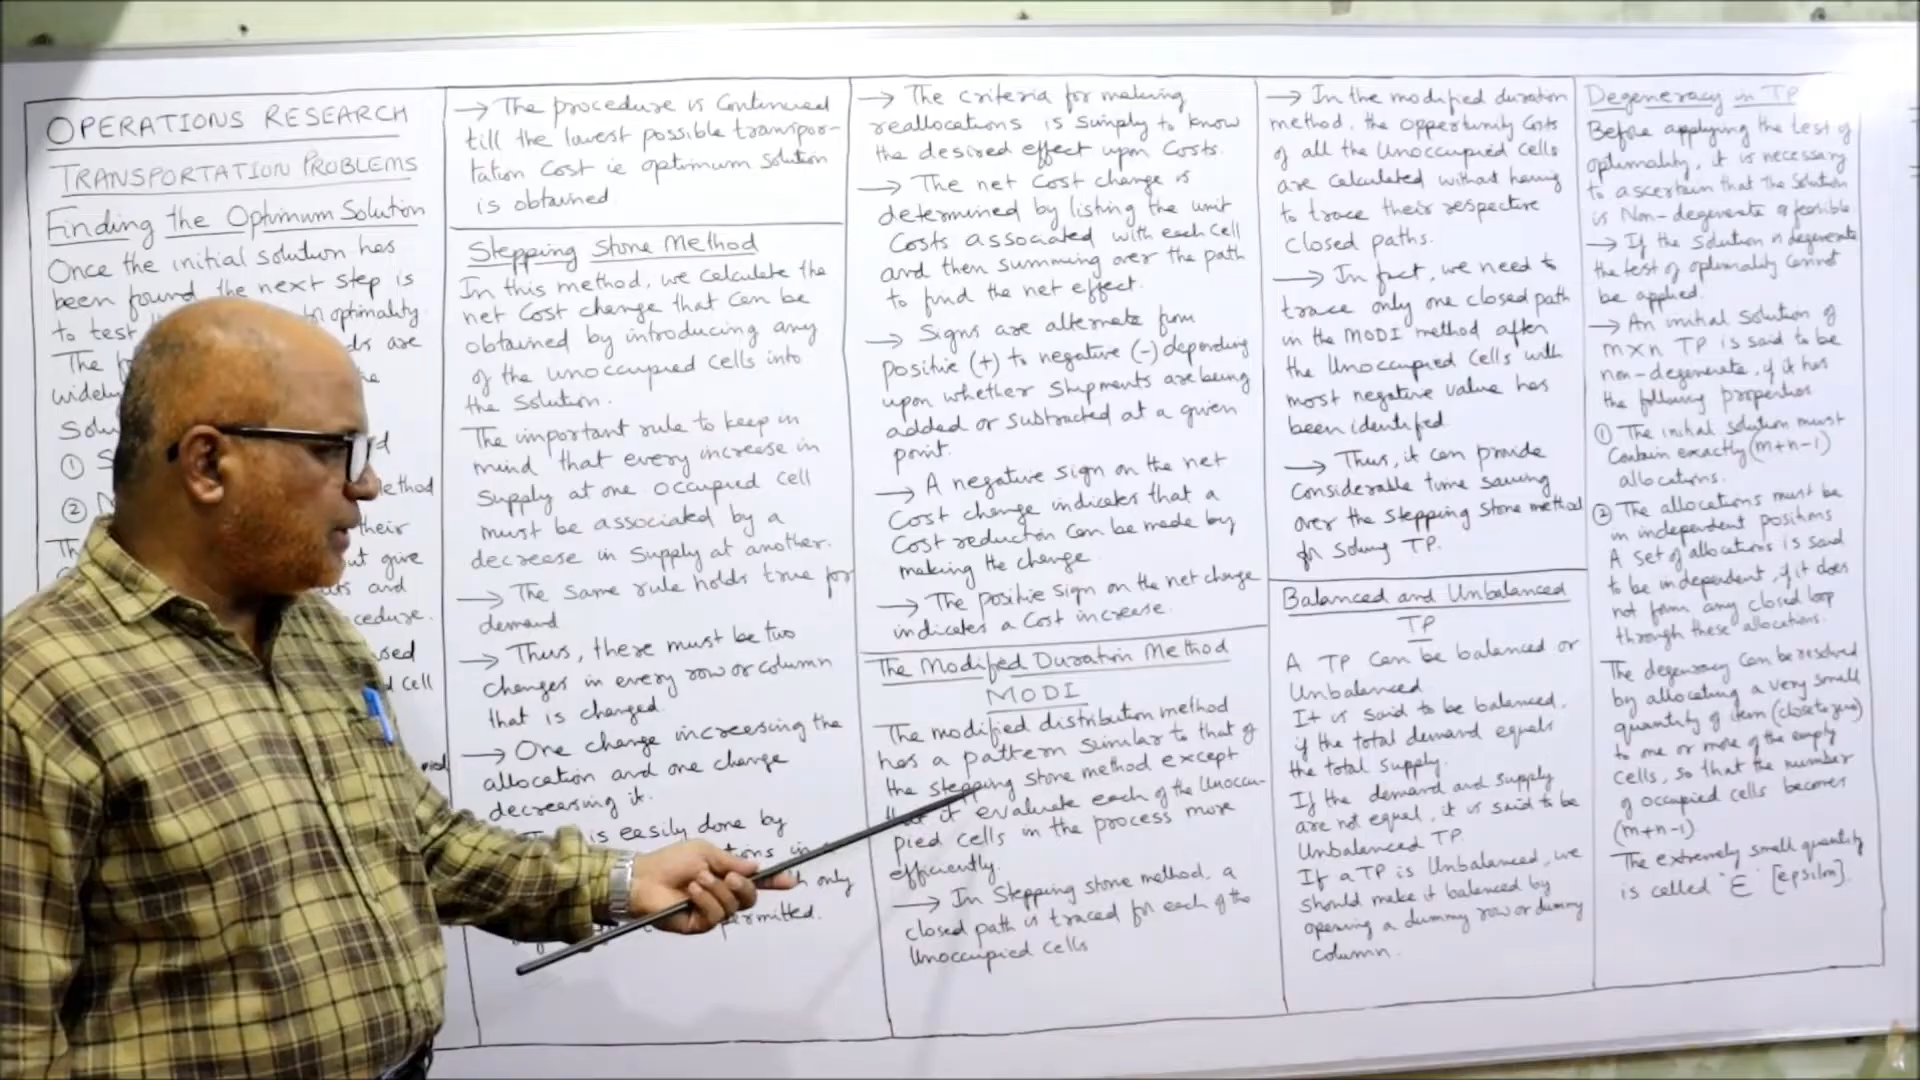 OPERATIONS RESEARCH
TRANSPORTATION PROBLEMS
Finding the Optimum Solution
Once the initial solution has
been found, the next step is
to test optimality
The ds are
widely
Solu
① S
② N ethod
Th their
ut give
and
cedure.
used
d cell
→ The procedure is continued
till the lowest possible transpor-
tation cost ie optimum solution
is obtained
Stepping Stone Method
In this method, we calculate the
net cost change that can be
obtained by introducing any
of the unoccupied cells into
the solution.
The important rule to keep in
mind that every increase in
supply at one occupied cell
must be associated by a
decrease in supply at another.
→ The same rule holds true for
demand
→ Thus, there must be two
changes in every row or column
that is changed.
→ One change increasing the
allocation and one change
decreasing it.
is easily done by
tions in
only
permitted.
→ The criteria for making
reallocations is simply to know
the desired effect upon costs.
→ The net cost change is
determined by listing the unit
costs associated with each cell
and then summing over the path
to find the net effect.
→ Signs are alternate from
positive (+) to negative (-) depending
upon whether shipments are being
added or subtracted at a given
point.
→ A negative sign on the net
cost change indicates that a
cost reduction can be made by
making the change.
→ The positive sign on the net change
indicates a cost increase.
The Modified Duration Method
MODI
The modified distribution method
has a pattern similar to that of
the stepping stone method except
that it evaluate each of the unoccu-
pied cells in the process more
efficiently.
→ In Stepping stone method, a
closed path is traced for each of the
unoccupied cells
→ In the modified duration
method, the opportunity costs
of all the unoccupied cells
are calculated without having
to trace their respective
closed paths.
→ In fact, we need to
trace only one closed path
in the MODI method after
the unoccupied cells with
most negative value has
been identified
→ Thus, it can provide
considerable time saving
over the stepping stone method
for solving TP.
Balanced and Unbalanced
TP
A TP can be balanced or
unbalanced
It is said to be balanced,
if the total demand equals
the total supply.
If the demand and supply
are not equal, it is said to be
unbalanced TP.
If a TP is unbalanced, we
should make it balanced by
opening a dummy row or dummy
column.
Degeneracy in TP
Before applying the test of
optimality, it is necessary
to ascertain that the solution
is Non-degenerate & feasible
→ If the solution is degenerate
the test of optimality cannot
be applied.
→ An initial solution of
m×n TP is said to be
non-degenerate, if it has
the following properties
① The initial solution must
contain exactly (m+n-1)
allocations.
② The allocations must be
in independent positions
A set of allocations is said
to be independent, if it does
not form any closed loop
through these allocations.
The degeneracy can be resolved
by allocating a very small
quantity of item (close to zero)
to one or more of the empty
cells, so that the number
of occupied cells becomes
(m+n-1)
The extremely small quantity
is called 'Ɛ' [epsilon].